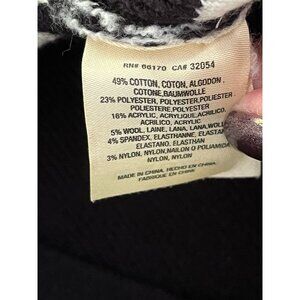 RN# 66170 CA# 32054
49% COTTON, COTON, ALGODON.
COTONE,BAUMWOLLE
23% POLYESTER, POLYESTER,POLIESTER
POLIESTERE,POLYESTER
16% ACRYLIC, ACRYLIQUE,ACRILICO
ACRILICO, ACRYLIC
5% WOOL, LAINE, LANA, LANA,WOLLE
4% SPANDEX, ELASTHANNE,
ELASTANO, ELASTHAN
3% NYLON, NYLON,NAILON O POLIAMIDA
NYLON, NYLON
MADE IN CHINA, HECHO EN CHINA
FABRIQUE EN CHINE